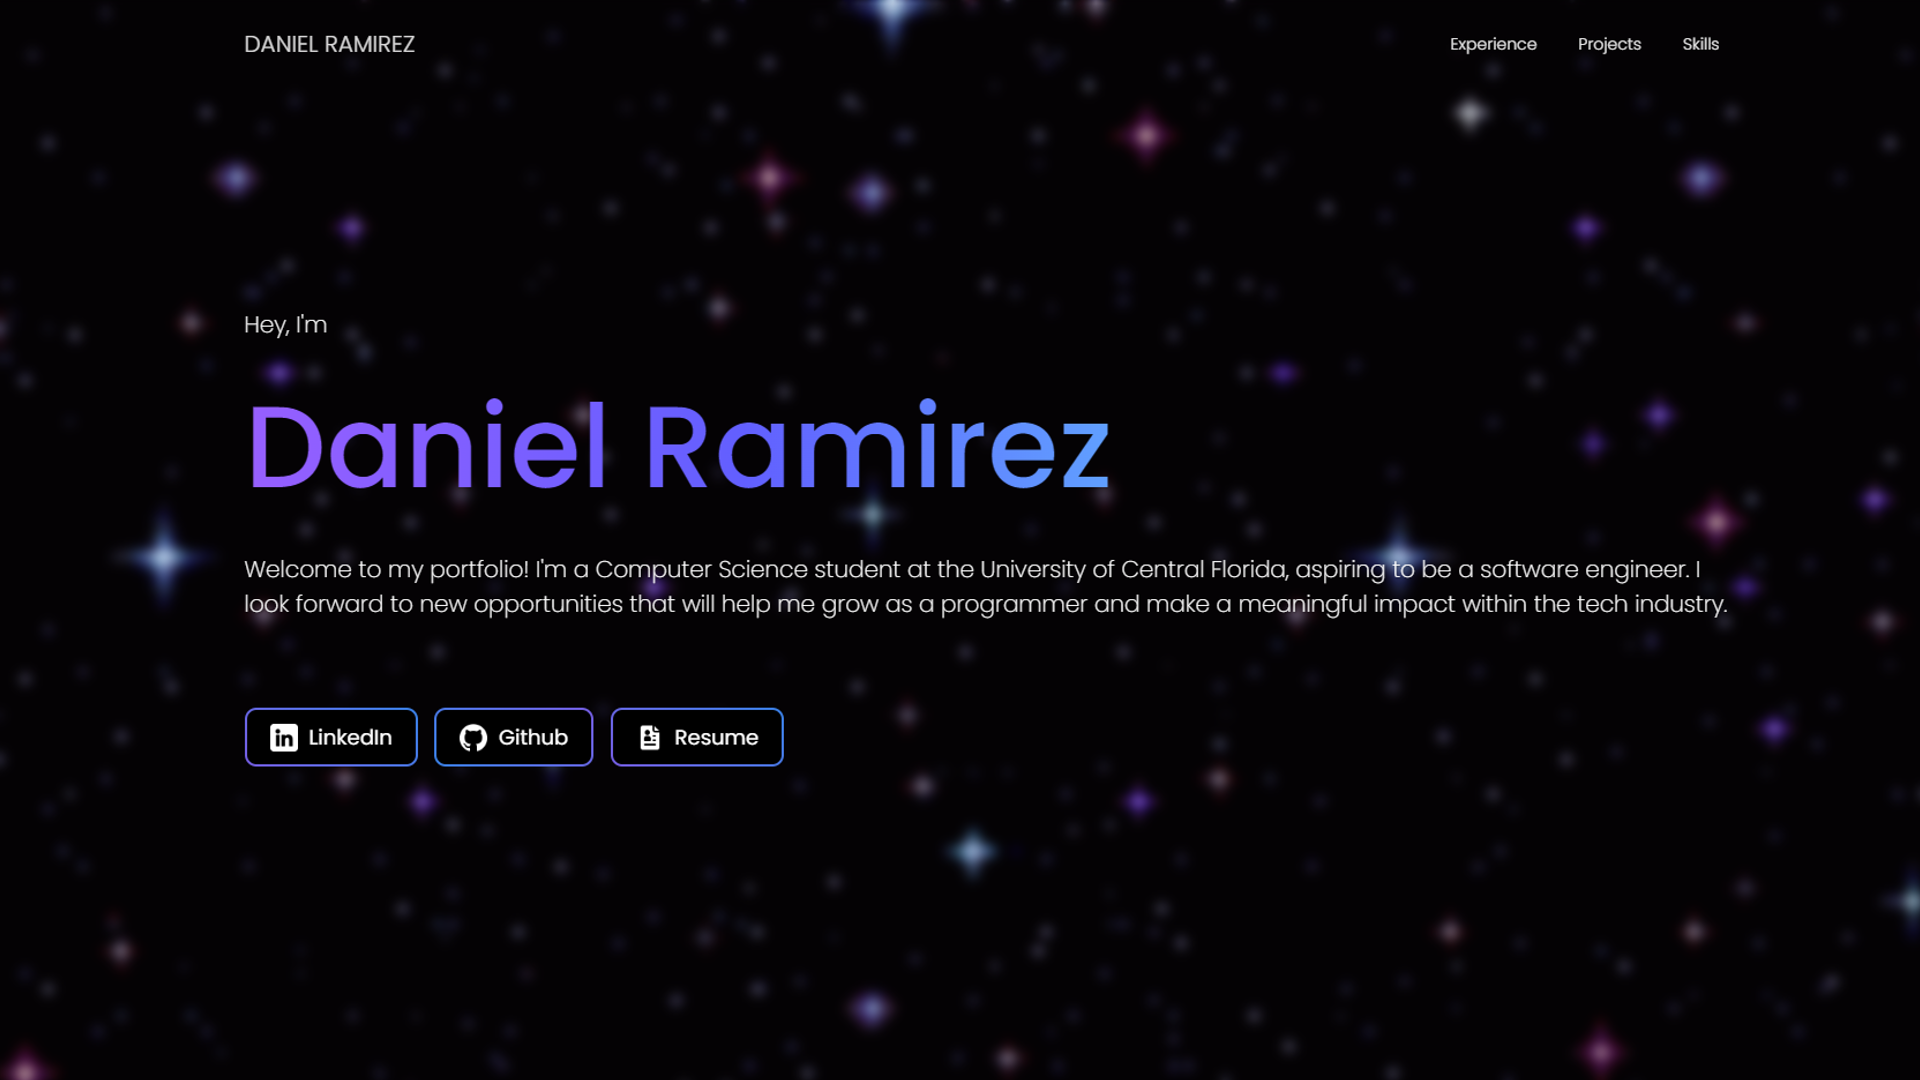 DANIEL RAMIREZ
Experience Projects Skills
Hey, I'm
Daniel Ramirez
Welcome to my portfolio! I'm a Computer Science student at the University of Central Florida, aspiring to be a software engineer. I
look forward to new opportunities that will help me grow as a programmer and make a meaningful impact within the tech industry.
LinkedIn Github Resume